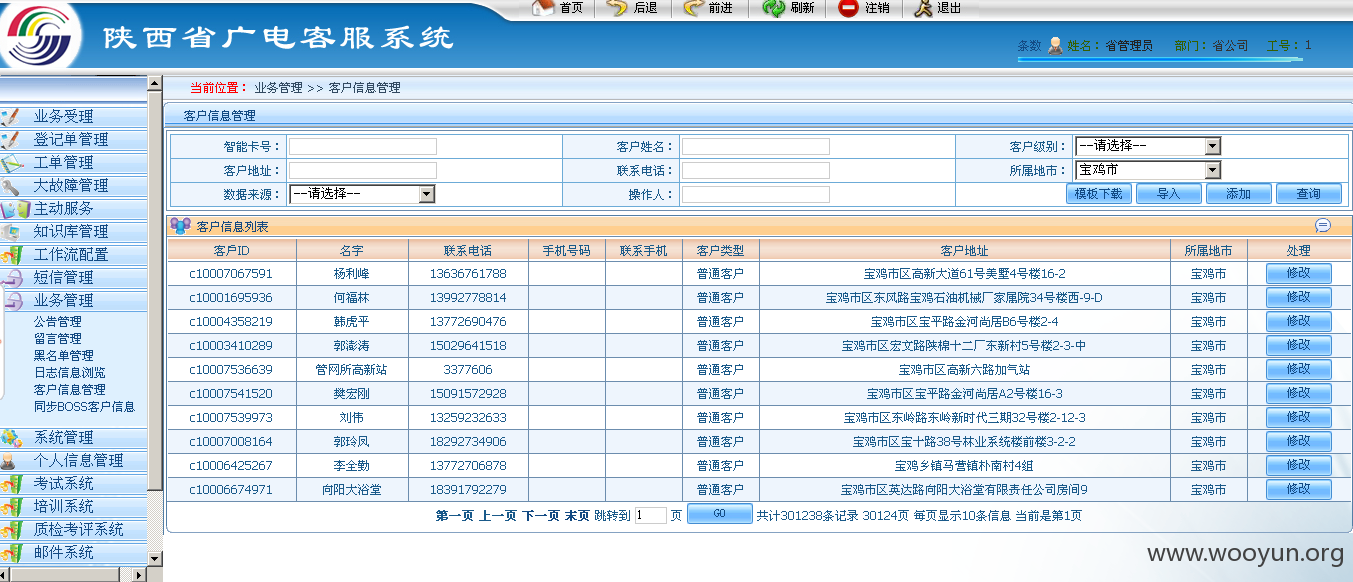 首页 后退 前进 刷新 注销 退出
陕西省广电客服系统
条数 姓名： 省管理员 部门： 省公司 工号： 1
当前位置： 业务管理 >> 客户信息管理
客户信息管理
智能卡号： 客户姓名： 客户级别： --请选择--
客户地址： 联系电话： 所属地市： 宝鸡市
数据来源： --请选择-- 操作人： 模板下载 导入 添加 查询
客户信息列表
客户ID 名字 联系电话 手机号码 联系手机 客户类型 客户地址 所属地市 处理
c10007067591 杨利峰 13636761788 普通客户 宝鸡市区高新大道61号美墅4号楼16-2 宝鸡市 修改
c10001695936 何福林 13992778814 普通客户 宝鸡市区东风路宝鸡石油机械厂家属院34号楼西-9-D 宝鸡市 修改
c10004358219 韩虎平 13772690476 普通客户 宝鸡市区宝平路金河尚居B6号楼2-4 宝鸡市 修改
c10003410289 郭澎涛 15029641518 普通客户 宝鸡市区宏文路陕棉十二厂东新村5号楼2-3-中 宝鸡市 修改
c10007536639 管网所高新站 3377606 普通客户 宝鸡市区高新六路加气站 宝鸡市 修改
c10007541520 樊宏刚 15091572928 普通客户 宝鸡市区宝平路金河尚居A2号楼16-3 宝鸡市 修改
c10007539973 刘伟 13259232633 普通客户 宝鸡市区东岭路东岭新时代三期32号楼2-12-3 宝鸡市 修改
c10007008164 郭玲凤 18292734906 普通客户 宝鸡市区宝十路38号林业系统楼前楼3-2-2 宝鸡市 修改
c10006425267 李全勤 13772706878 普通客户 宝鸡乡镇马营镇朴南村4组 宝鸡市 修改
c10006674971 向阳大浴堂 18391792279 普通客户 宝鸡市区英达路向阳大浴堂有限责任公司房间9 宝鸡市 修改
第一页 上一页 下一页 末页 跳转到 1 页 GO 共计301238条记录 30124页 每页显示10条信息 当前是第1页
业务受理
登记单管理
工单管理
大故障管理
主动服务
知识库管理
工作流配置
短信管理
业务管理
公告管理
留言管理
黑名单管理
日志信息浏览
客户信息管理
同步BOSS客户信息
系统管理
个人信息管理
考试系统
培训系统
质检考评系统
邮件系统
www.wooyun.org